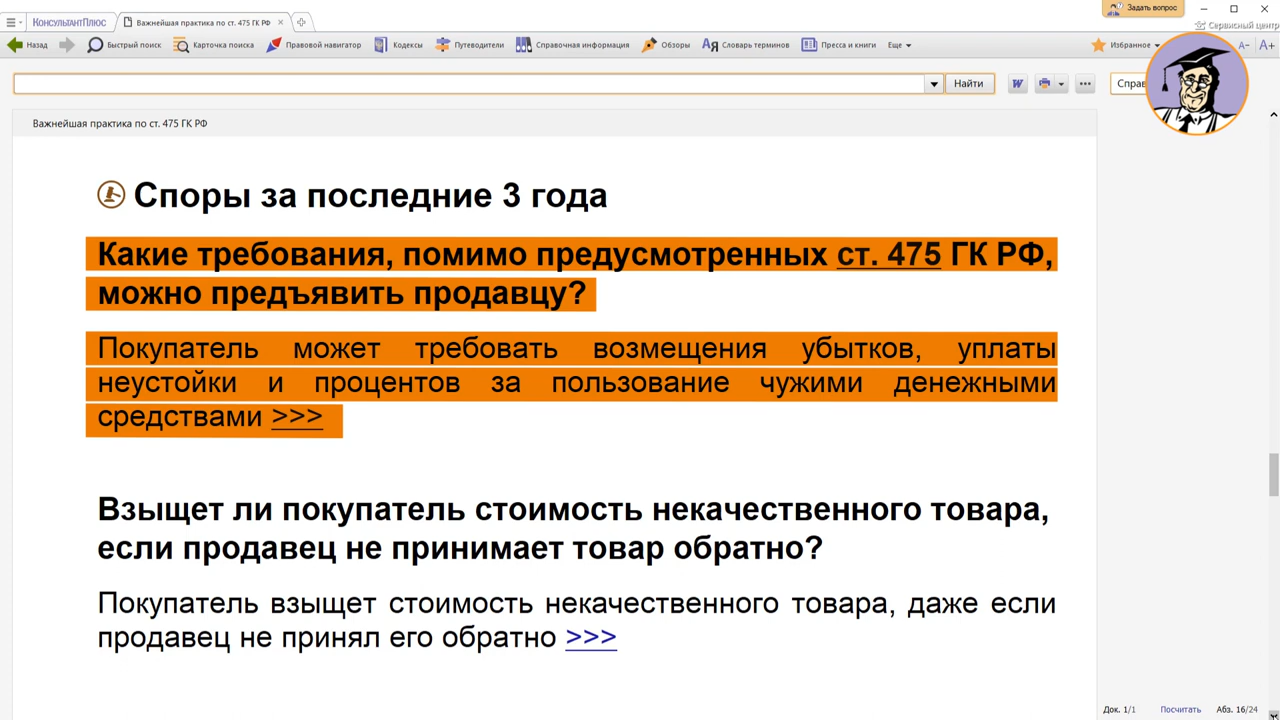 Задать вопрос
КонсультантПлюс
Важнейшая практика по ст. 475 ГК РФ
Сервисный центр
Назад
Быстрый поиск
Карточка поиска
Правовой навигатор
Кодексы
Путеводители
Справочная информация
Обзоры
Словарь терминов
Пресса и книги
Еще
Избранное
A-
A+
Найти
W
Справ
Важнейшая практика по ст. 475 ГК РФ
Споры за последние 3 года
Какие требования, помимо предусмотренных ст. 475 ГК РФ,
можно предъявить продавцу?
Покупатель может требовать возмещения убытков, уплаты
неустойки и процентов за пользование чужими денежными
средствами >>>
Взыщет ли покупатель стоимость некачественного товара,
если продавец не принимает товар обратно?
Покупатель взыщет стоимость некачественного товара, даже если
продавец не принял его обратно >>>
Док. 1/1
Посчитать
Абз. 16/24